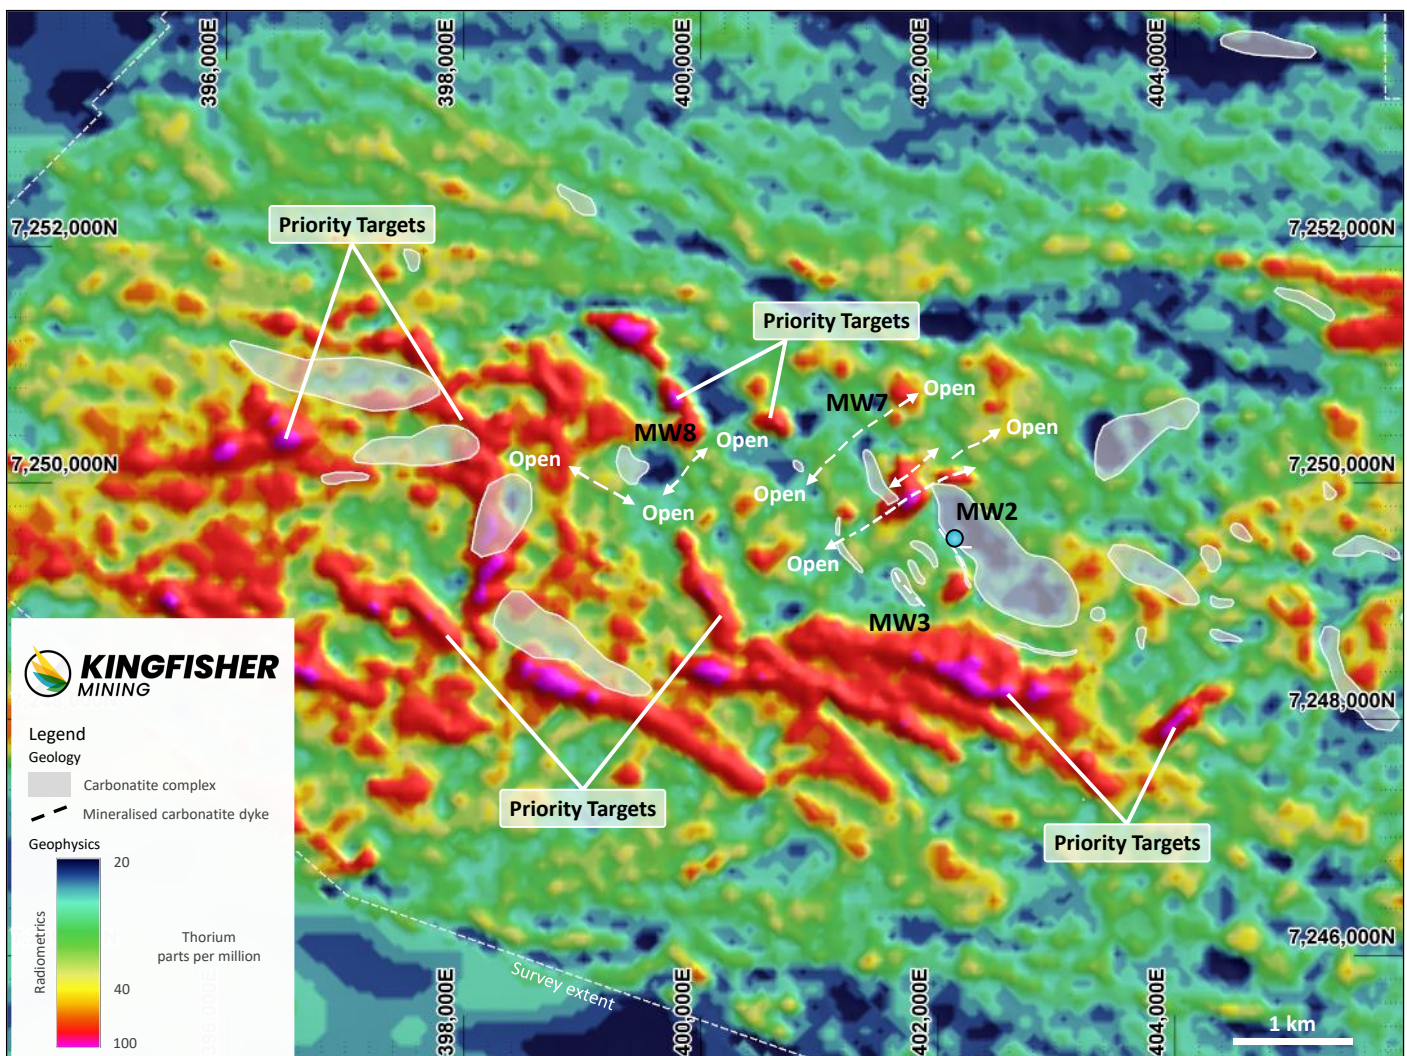 396,000E
398,000E
400,000E
402,000E
404,000E
7,252,000N
7,252,000N
Priority Targets
Priority Targets
MW7
Open
MW8
Open
Open
Open
7,250,000N
7,250,000N
Open
Open
MW2
Open
MW3
KINGFISHER
MINING
7,248,000N
Legend
Geology
Carbonatite complex
Mineralised carbonatite dyke
Priority Targets
Priority Targets
Geophysics
20
40
100
Radiometrics
Thorium
parts per million
7,246,000N
Survey extent
398,000E
400,000E
402,000E
404,000E
1 km